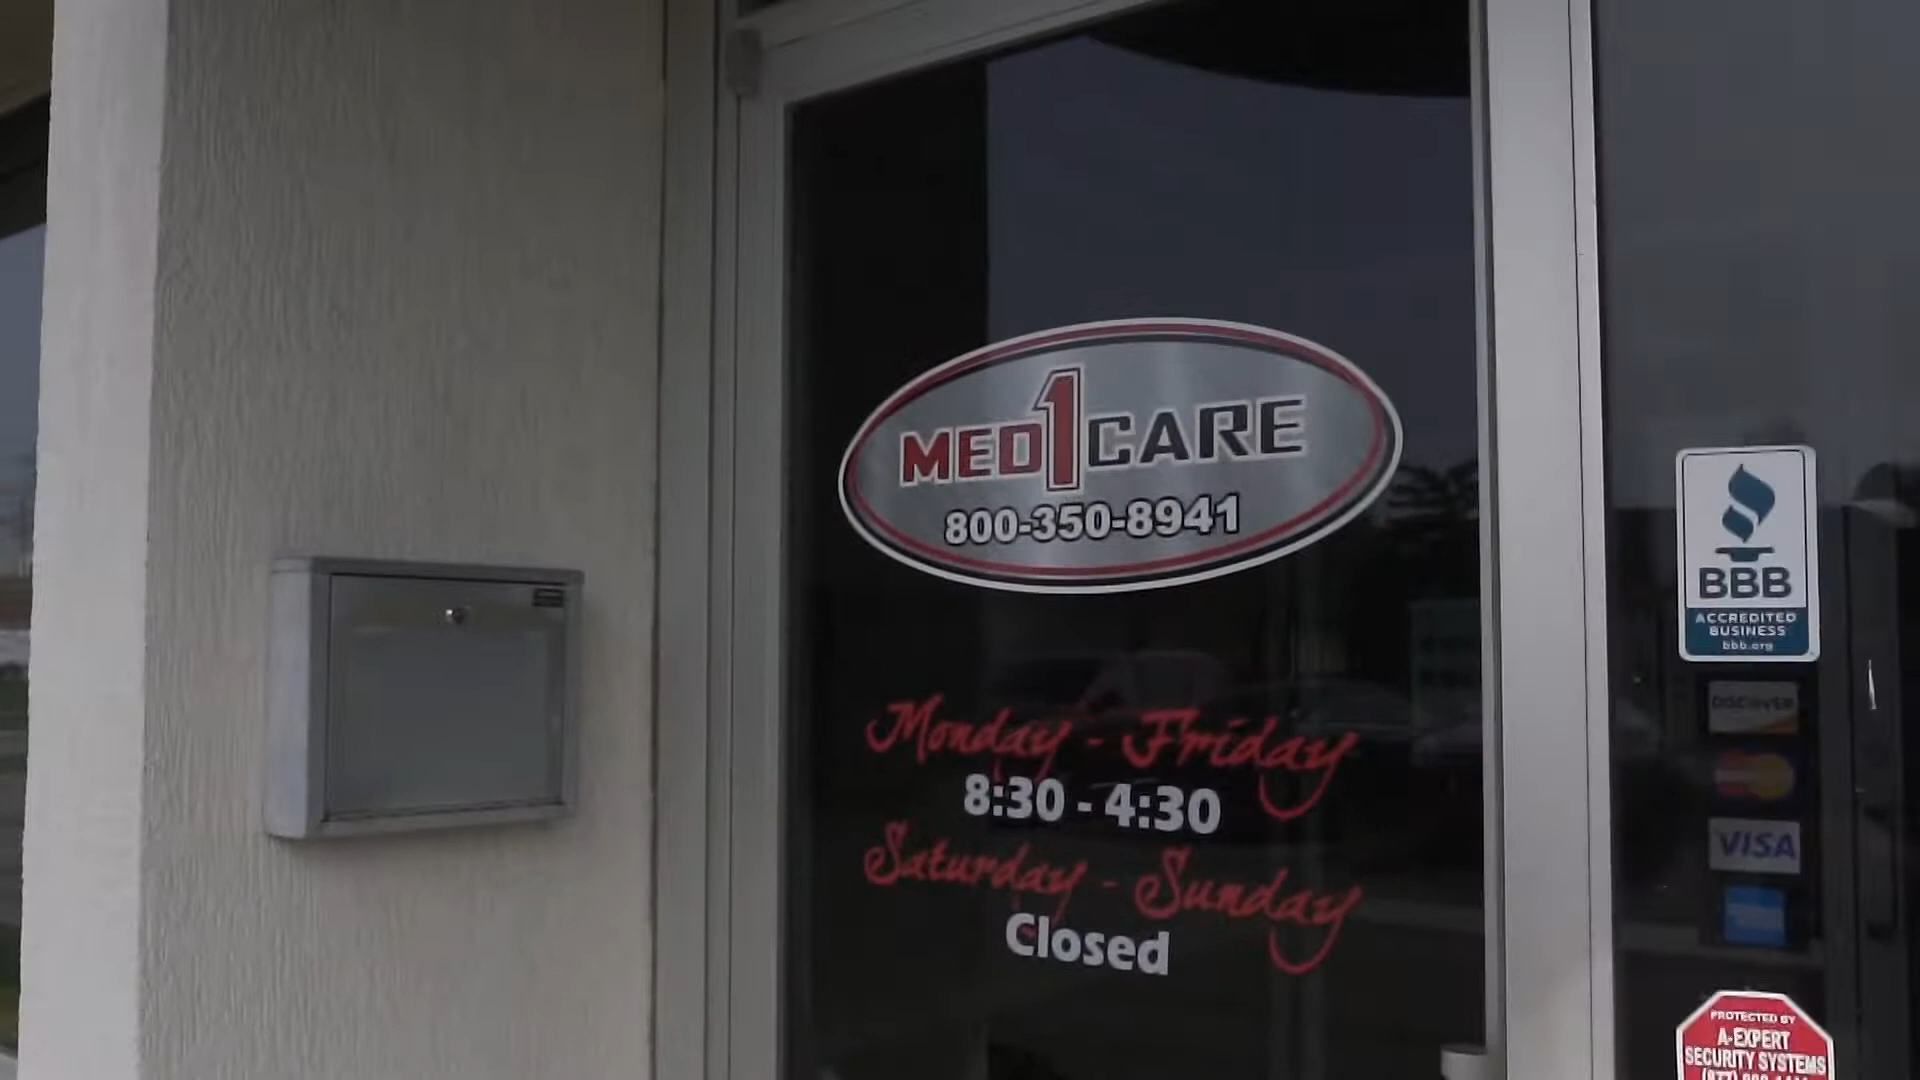 MED1CARE
800-350-8941
Monday - Friday
8:30 - 4:30
Saturday - Sunday
Closed
BBB
ACCREDITED
BUSINESS
bbb.org
DISCOVER
VISA
PROTECTED BY
A-EXPERT
SECURITY SYSTEMS